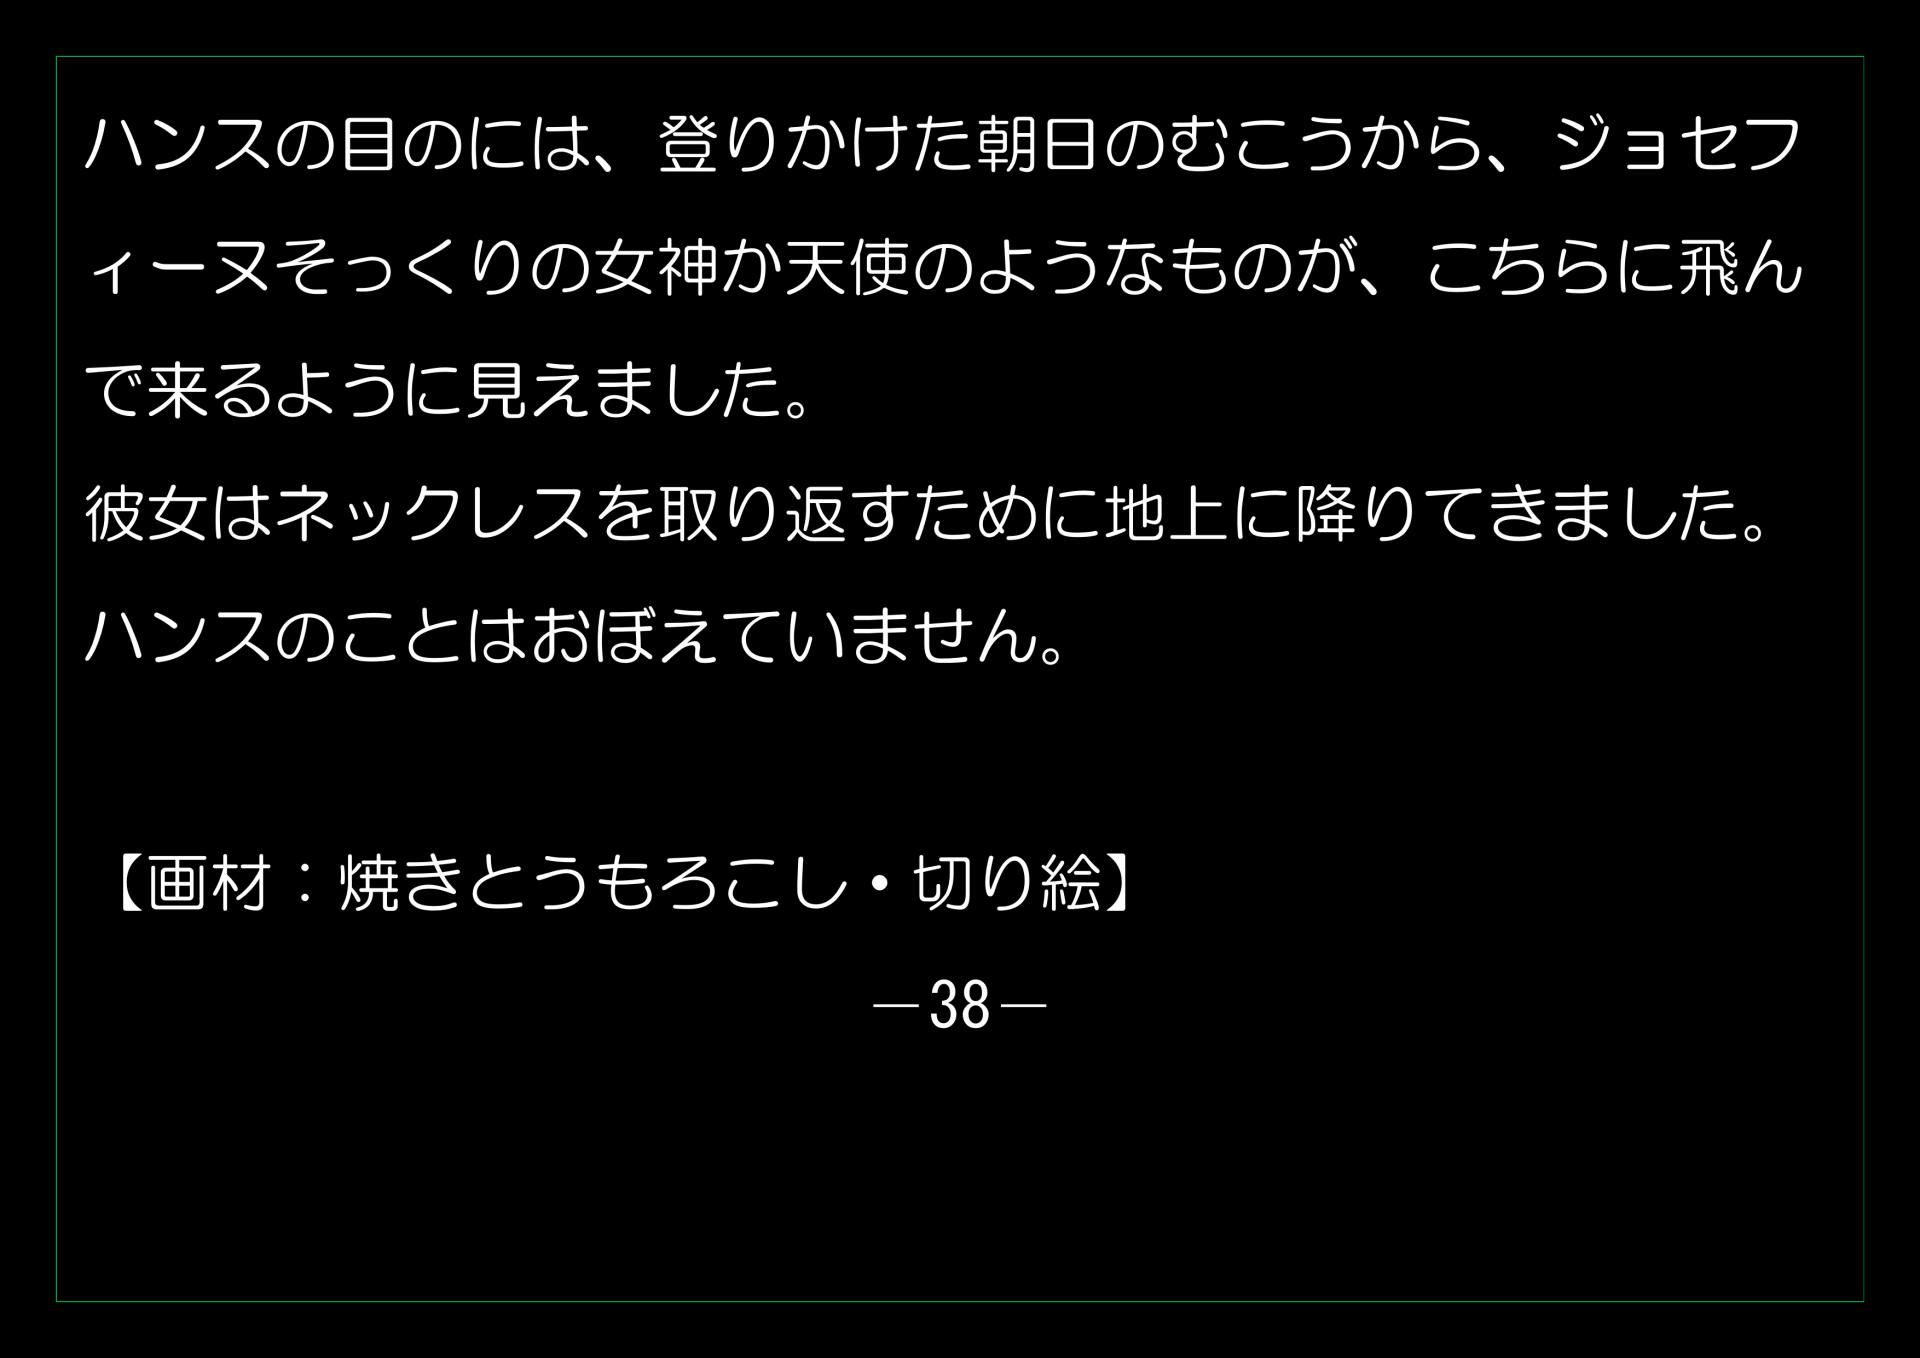 ハンスの目のには、登りかけた朝日のむこうから、ジョセフ
ィーヌそっくりの女神か天使のようなものが、こちらに飛ん
で来るように見えました。
彼女はネックレスを取り返すために地上に降りてきました。
ハンスのことはおぼえていません。
【画材：焼きとうもろこし・切り絵】
―38―